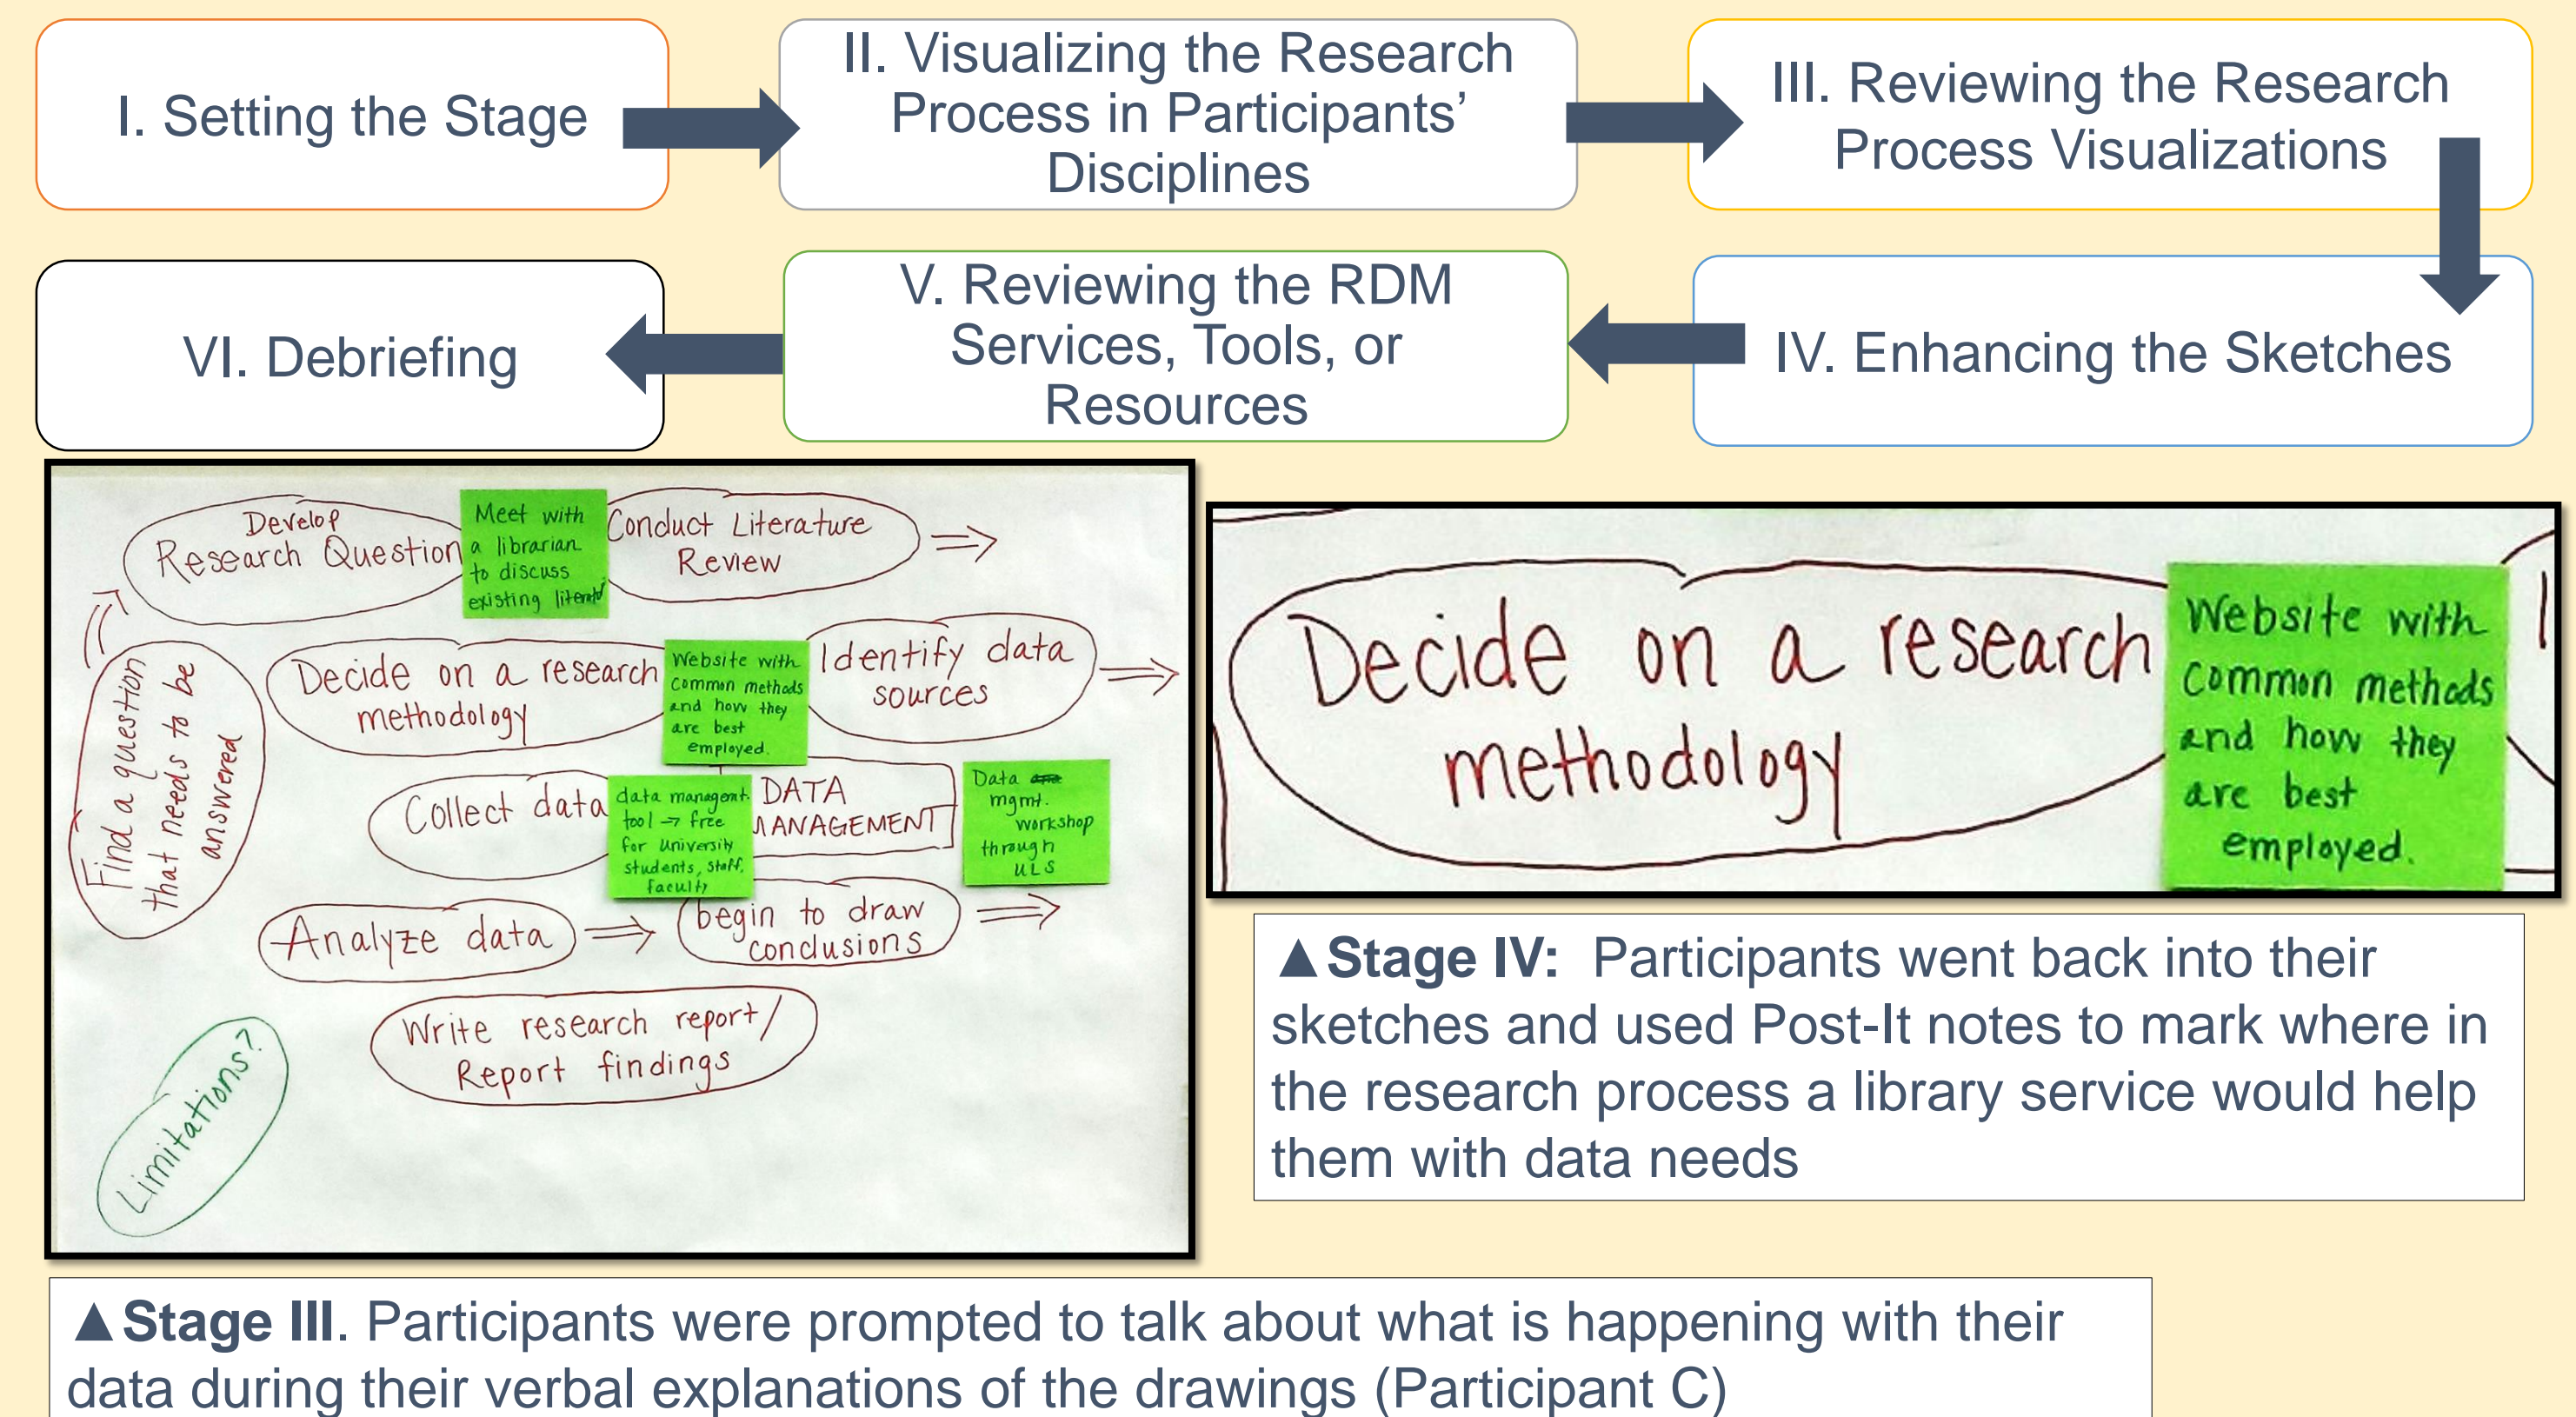 I. Setting the Stage
II. Visualizing the Research
Process in Participants’
Disciplines
III. Reviewing the Research
Process Visualizations
IV. Enhancing the Sketches
V. Reviewing the RDM
Services, Tools, or
Resources
VI. Debriefing
Find a question
that needs to be
answered
Develop
Research Question
Meet with
a librarian
to discuss
existing
Conduct Literature
Review
Decide on a research
methodology
Website with
common methods
and how they
are best
employed.
Identify data
sources
Collect data
data managent
tool → free
for University
students, staff,
faculty
DATA
MANAGEMENT
Data
mgmt.
workshop
through
ULS
Analyze data
begin to draw
conclusions
Write research report/
Report findings
Limitations?
Decide on a research
methodology
Website with
common methods
and how they
are best
employed.
▲Stage IV: Participants went back into their
sketches and used Post-It notes to mark where in
the research process a library service would help
them with data needs
▲Stage III. Participants were prompted to talk about what is happening with their
data during their verbal explanations of the drawings (Participant C)